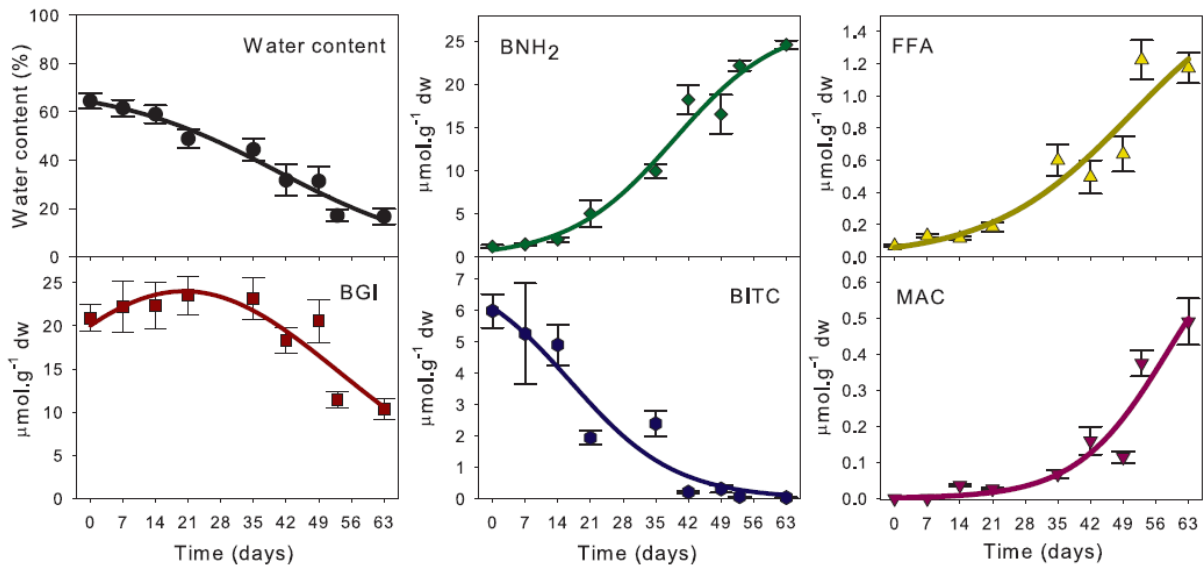 Water content
Water content (%)
100
80
60
40
20
0
BNH₂
μmol.g⁻¹ dw
25
20
15
10
5
0
FFA
μmol.g⁻¹ dw
1.4
1.2
1.0
0.8
0.6
0.4
0.2
0.0
BGI
μmol.g⁻¹ dw
25
20
15
10
5
0
0 7 14 21 28 35 42 49 56 63
Time (days)
BITC
μmol.g⁻¹ dw
7
6
5
4
3
2
1
0
0 7 14 21 28 35 42 49 56 63
Time (days)
MAC
μmol.g⁻¹ dw
0.6
0.5
0.4
0.3
0.2
0.1
0.0
0 7 14 21 28 35 42 49 56 63
Time (days)